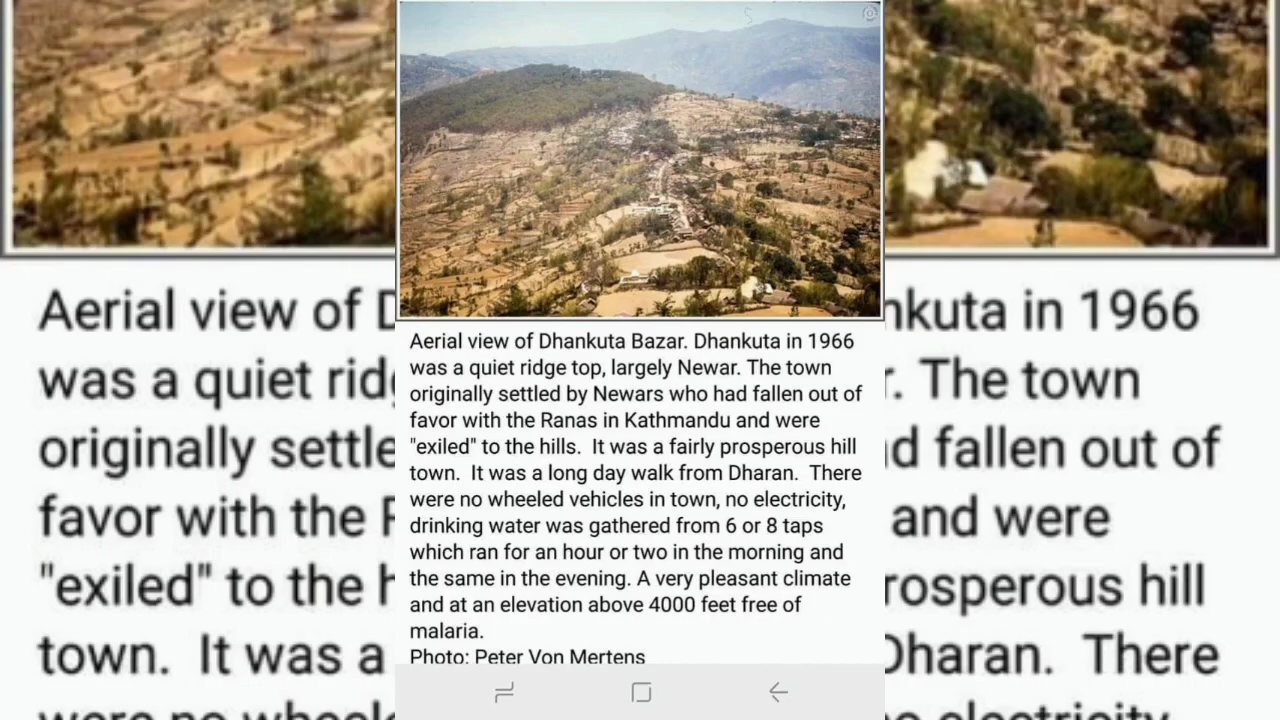 Aerial view of Dhankuta Bazar. Dhankuta in 1966
was a quiet ridge top, largely Newar. The town
originally settled by Newars who had fallen out of
favor with the Ranas in Kathmandu and were
"exiled" to the hills.  It was a fairly prosperous hill
town.  It was a long day walk from Dharan.  There
were no wheeled vehicles in town, no electricity,
drinking water was gathered from 6 or 8 taps
which ran for an hour or two in the morning and
the same in the evening. A very pleasant climate
and at an elevation above 4000 feet free of
malaria.
Photo: Peter Von Mertens